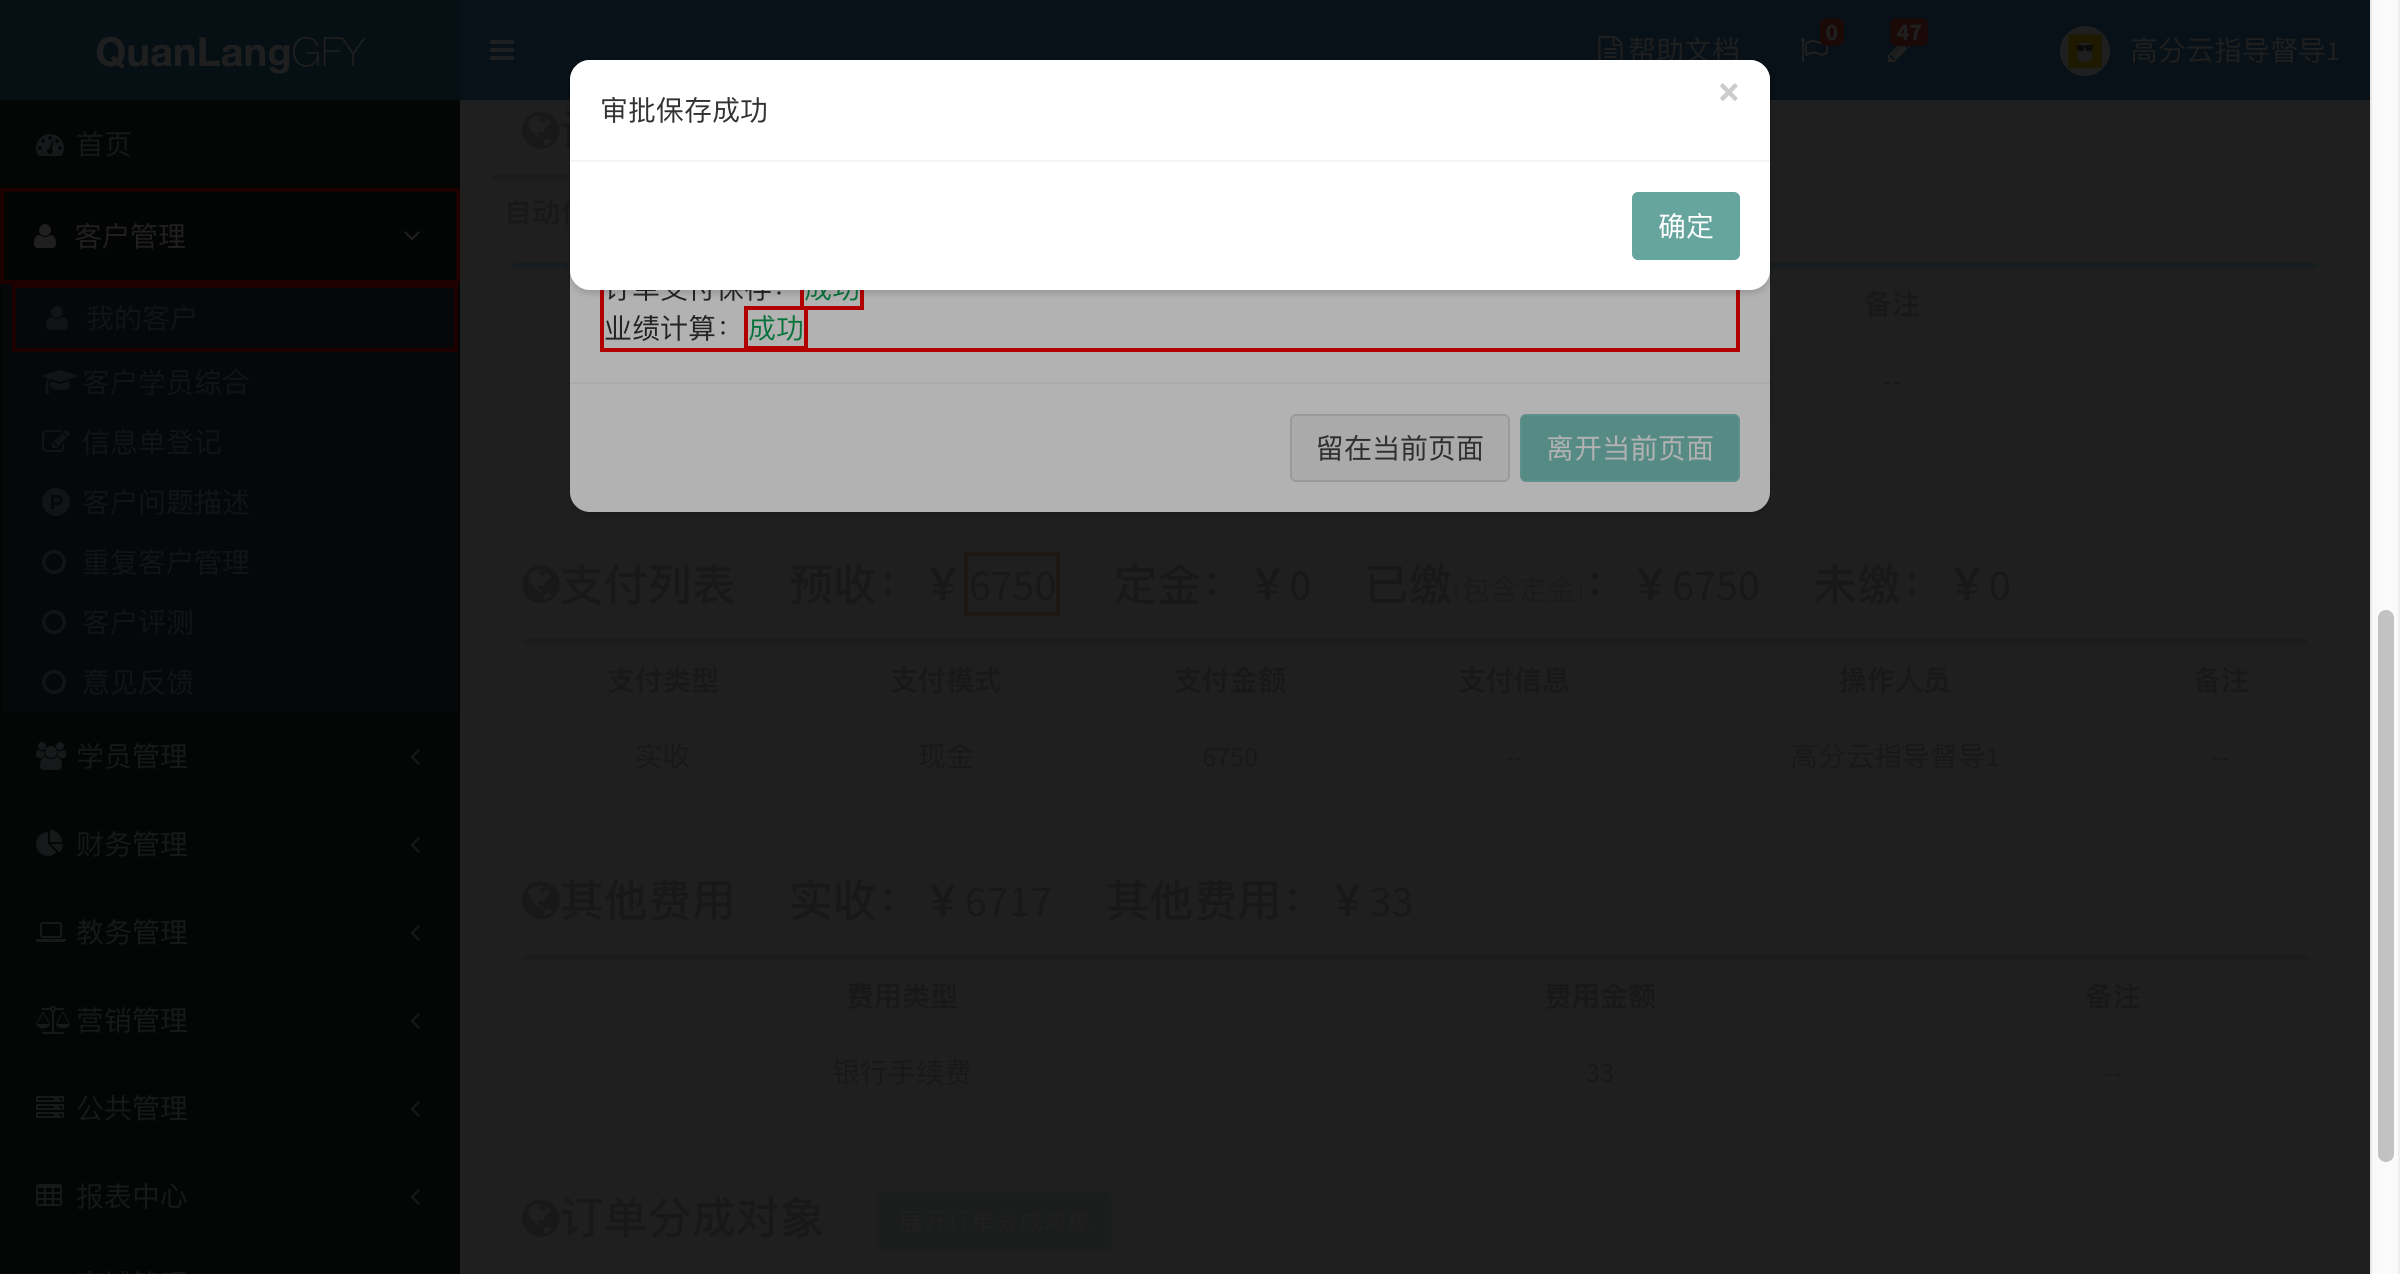 QuanLangGFY
帮助文档
0
47
高分云指导督导1
审批保存成功
×
确定
首页
客户管理
我的客户
客户学员综合
信息单登记
客户问题描述
重复客户管理
客户评测
意见反馈
学员管理
财务管理
教务管理
营销管理
公共管理
报表中心
自动
备注
--
订单支付保存：成功
业绩计算：成功
留在当前页面
离开当前页面
支付列表 预收：¥6750 定金：¥0 已缴(包含定金)：¥6750 未缴：¥0
支付类型 支付模式 支付金额 支付信息 操作人员 备注
实收 现金 6750 -- 高分云指导督导1 --
其他费用 实收：¥6717 其他费用：¥33
费用类型 费用金额 备注
银行手续费 33 --
订单分成对象 展开订单分成对象